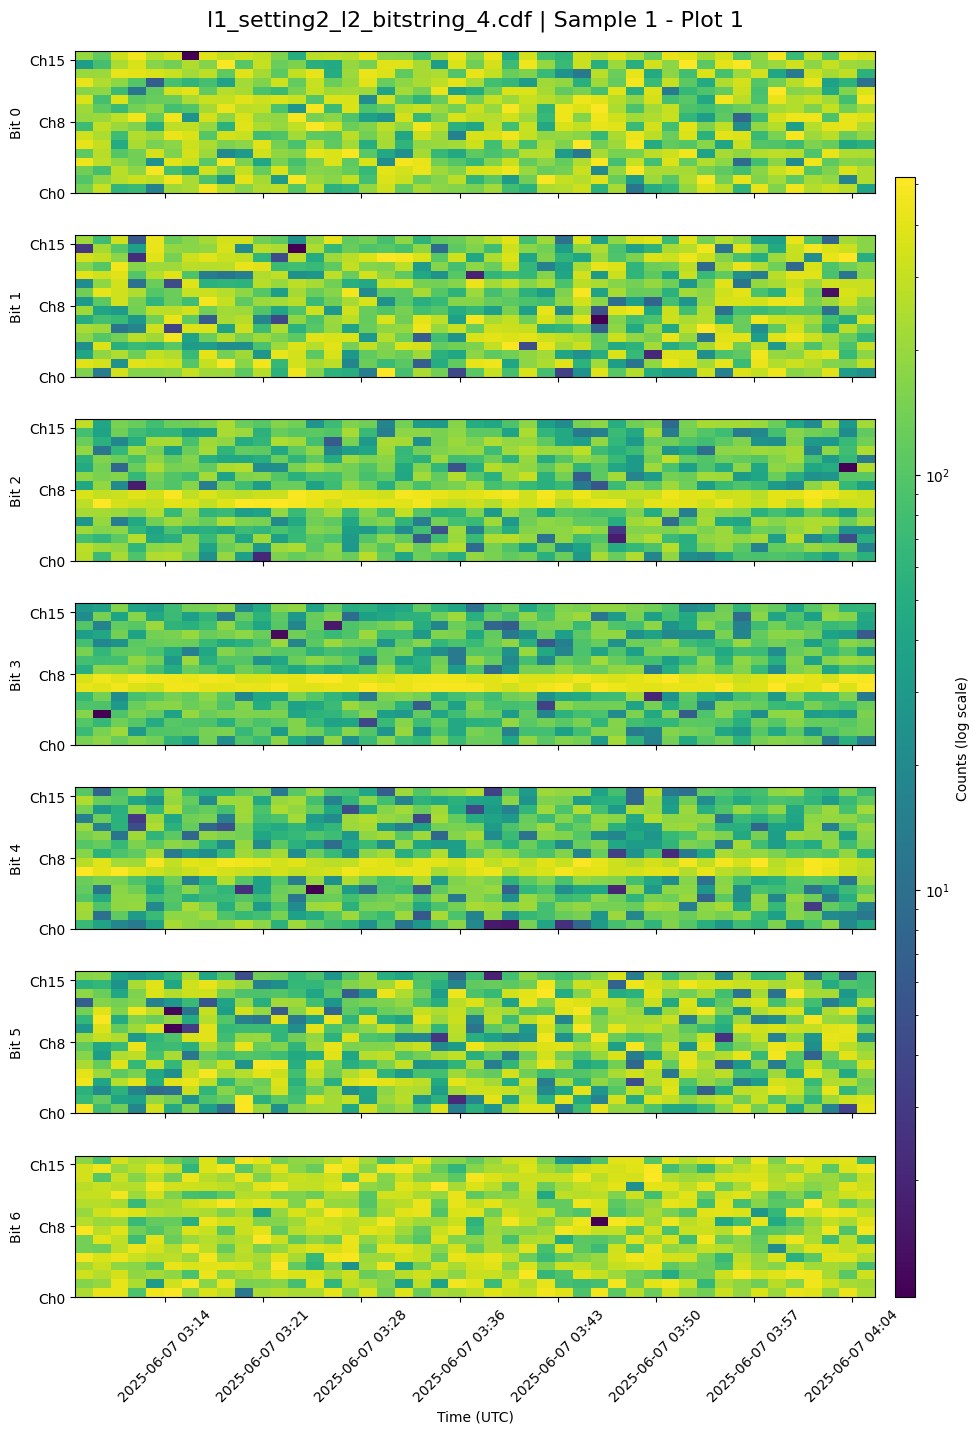 l1_setting2_l2_bitstring_4.cdf | Sample 1 - Plot 1
Bit 0
Ch15
Ch8
Ch0
Bit 1
Ch15
Ch8
Ch0
Bit 2
Ch15
Ch8
Ch0
Bit 3
Ch15
Ch8
Ch0
Bit 4
Ch15
Ch8
Ch0
Bit 5
Ch15
Ch8
Ch0
Bit 6
Ch15
Ch8
Ch0
2025-06-07 03:14
2025-06-07 03:21
2025-06-07 03:28
2025-06-07 03:36
2025-06-07 03:43
2025-06-07 03:50
2025-06-07 03:57
2025-06-07 04:04
Time (UTC)
10²
10¹
Counts (log scale)